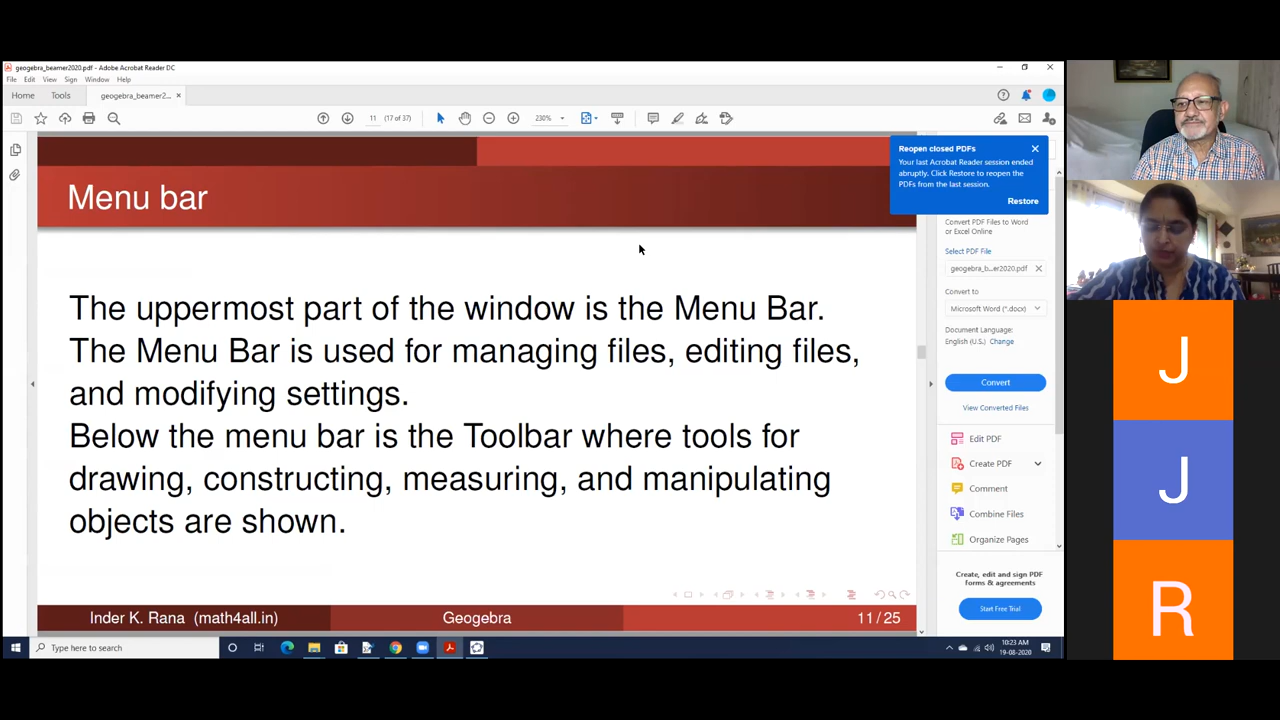 geogebra_beamer2020.pdf - Adobe Acrobat Reader DC
File Edit View Sign Window Help
Home Tools geogebra_beamer2... ×
11 (17 of 37) 230%
Reopen closed PDFs
Your last Acrobat Reader session ended
abruptly. Click Restore to reopen the
PDFs from the last session.
Restore
Menu bar
The uppermost part of the window is the Menu Bar.
The Menu Bar is used for managing files, editing files,
and modifying settings.
Below the menu bar is the Toolbar where tools for
drawing, constructing, measuring, and manipulating
objects are shown.
Inder K. Rana (math4all.in) Geogebra 11 / 25
Convert PDF Files to Word
or Excel Online
Select PDF File
geogebra_b...er2020.pdf ×
Convert to
Microsoft Word (*.docx)
Document Language:
English (U.S.) Change
Convert
View Converted Files
Edit PDF
Create PDF
Comment
Combine Files
Organize Pages
Create, edit and sign PDF
forms & agreements
Start Free Trial
Type here to search
10:23 AM
19-08-2020
J
J
R